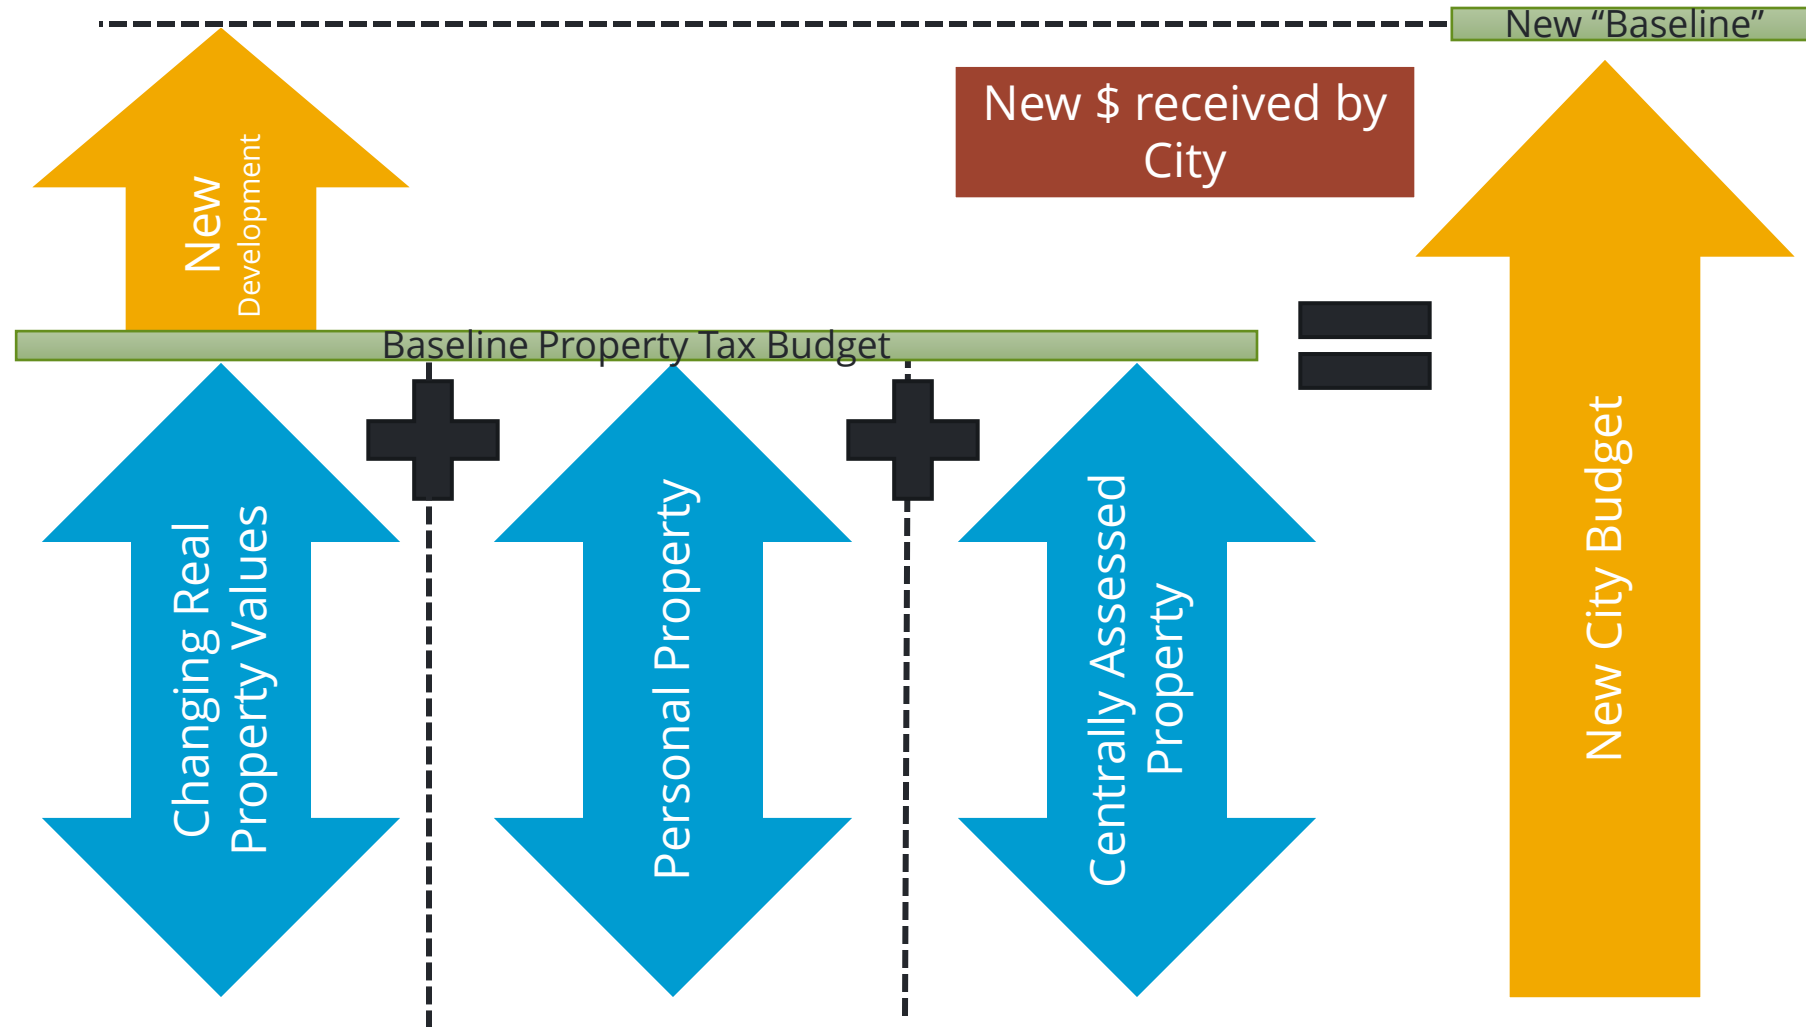 New “Baseline”
New $ received by
City
New
Development
Baseline Property Tax Budget
Changing Real
Property Values
Personal Property
Centrally Assessed
Property
New City Budget